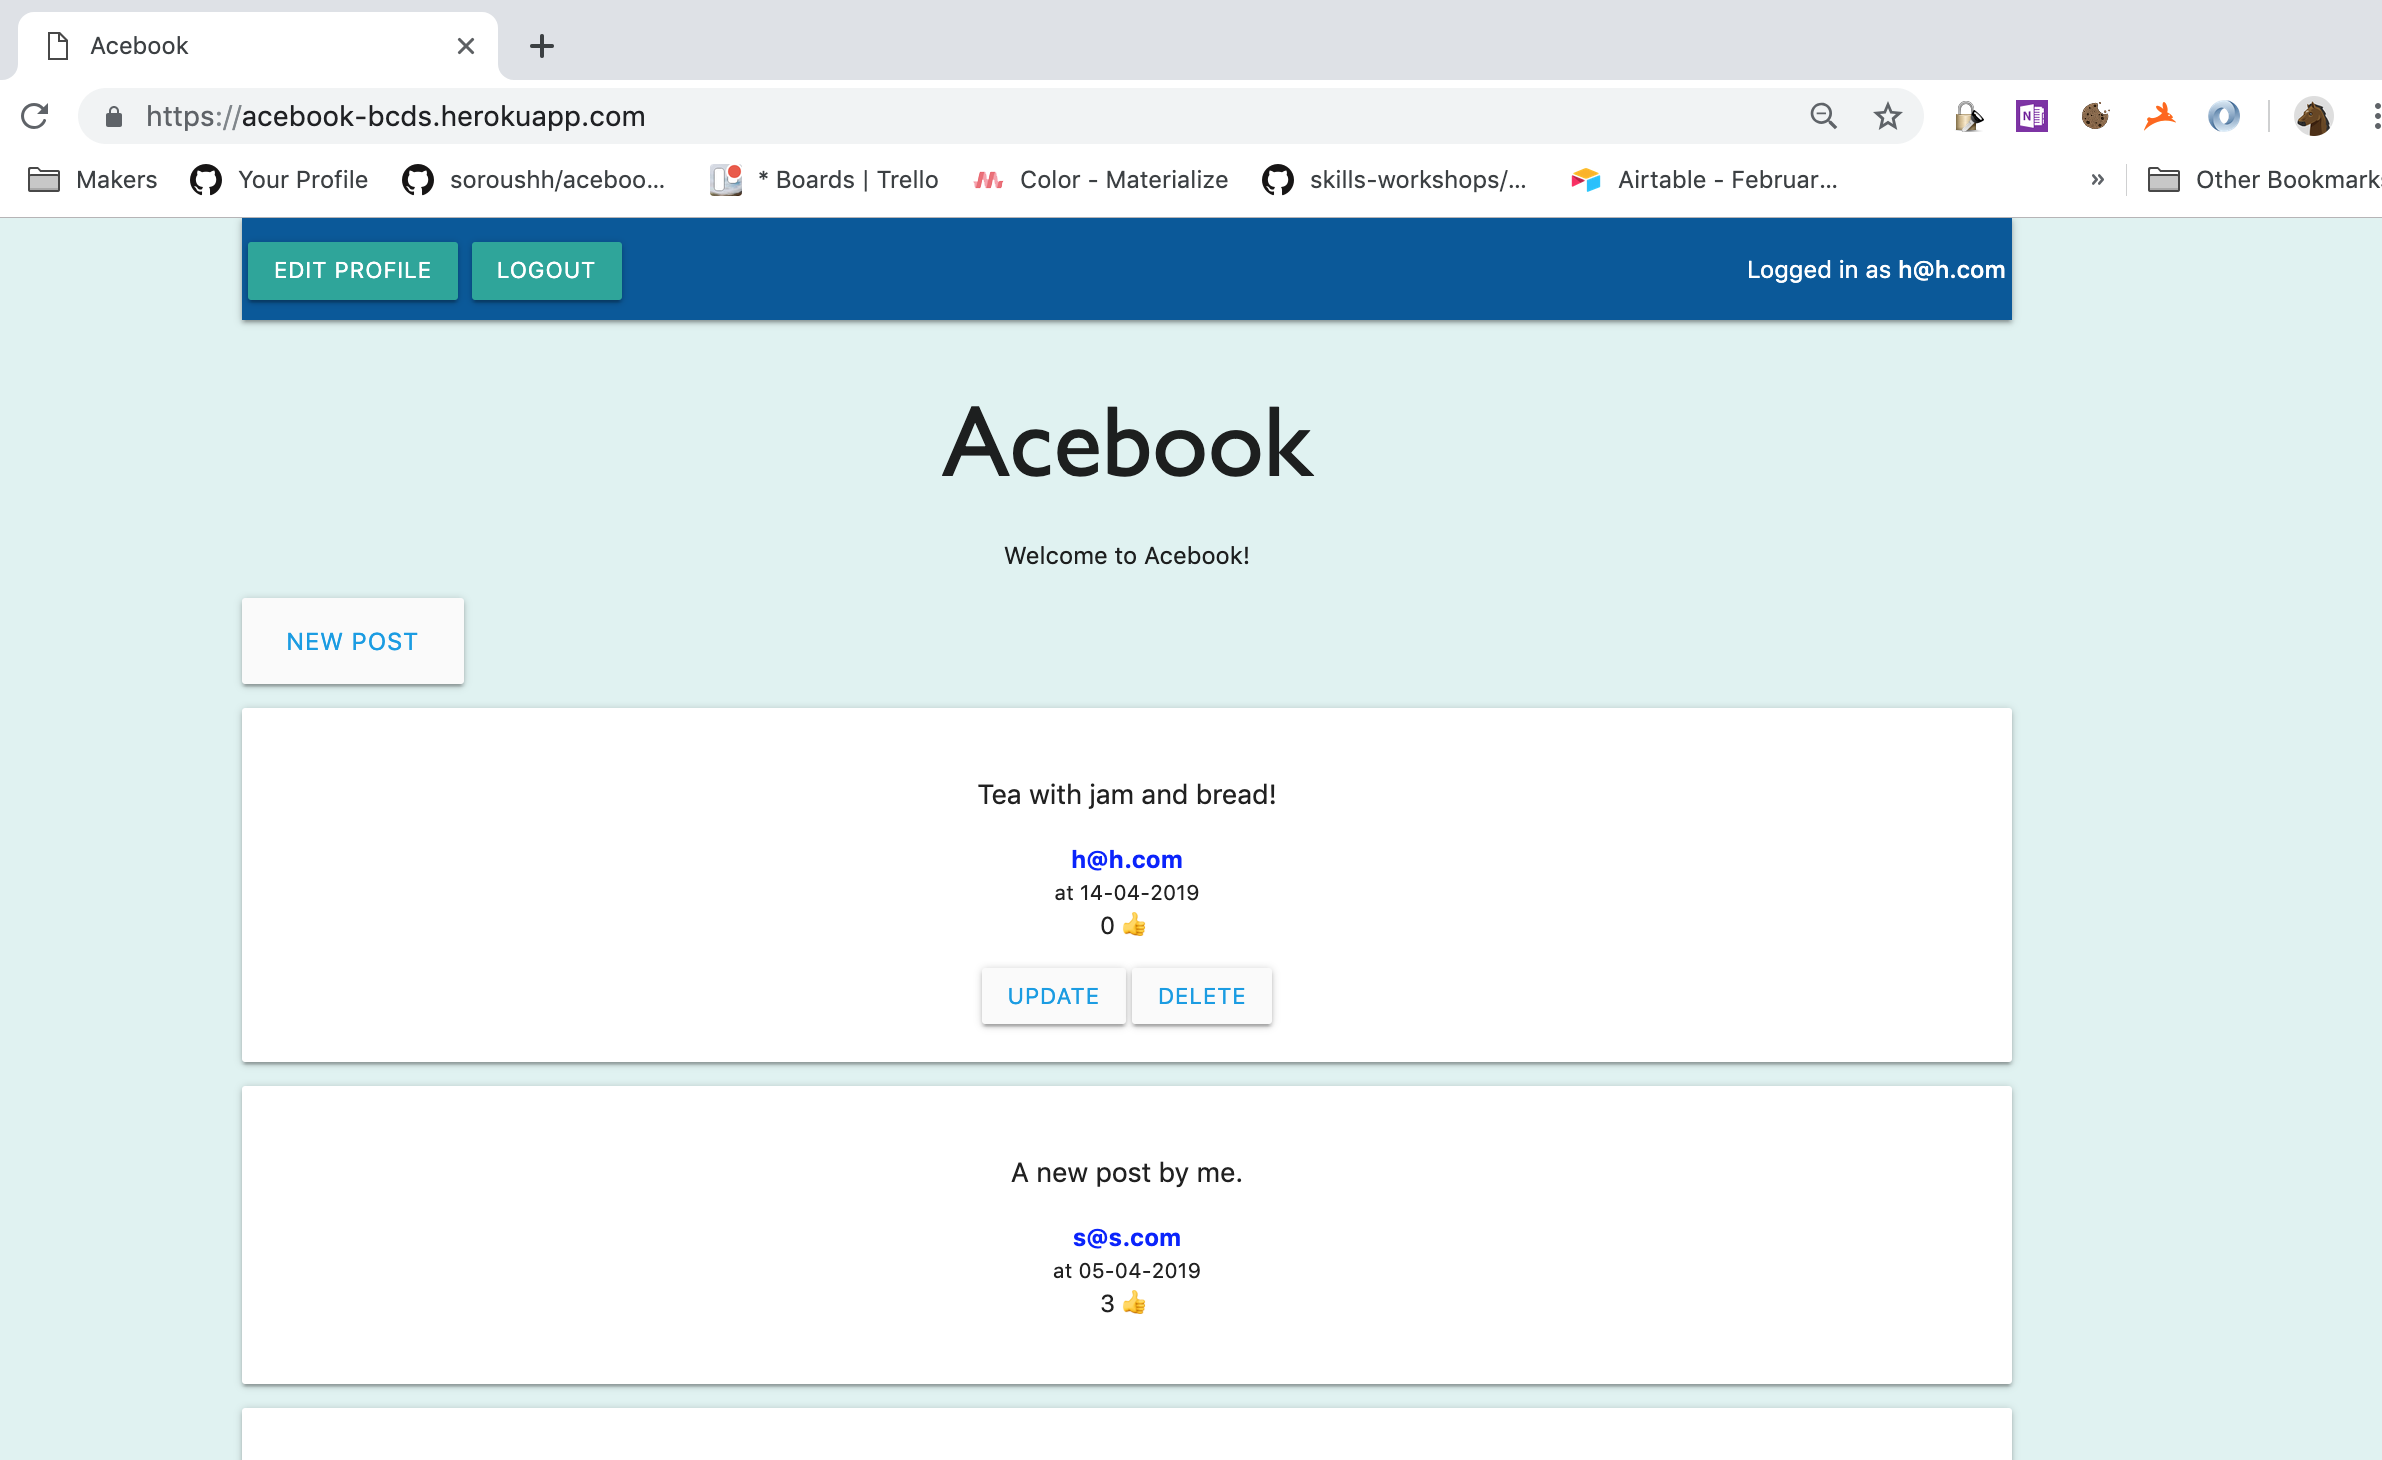 Acebook
https://acebook-bcds.herokuapp.com
Makers Your Profile soroushh/aceboo... * Boards | Trello Color - Materialize skills-workshops/... Airtable - Februar... » Other Bookmarks
EDIT PROFILE LOGOUT Logged in as h@h.com
Acebook
Welcome to Acebook!
NEW POST
Tea with jam and bread!
h@h.com
at 14-04-2019
0 👍
UPDATE DELETE
A new post by me.
s@s.com
at 05-04-2019
3 👍